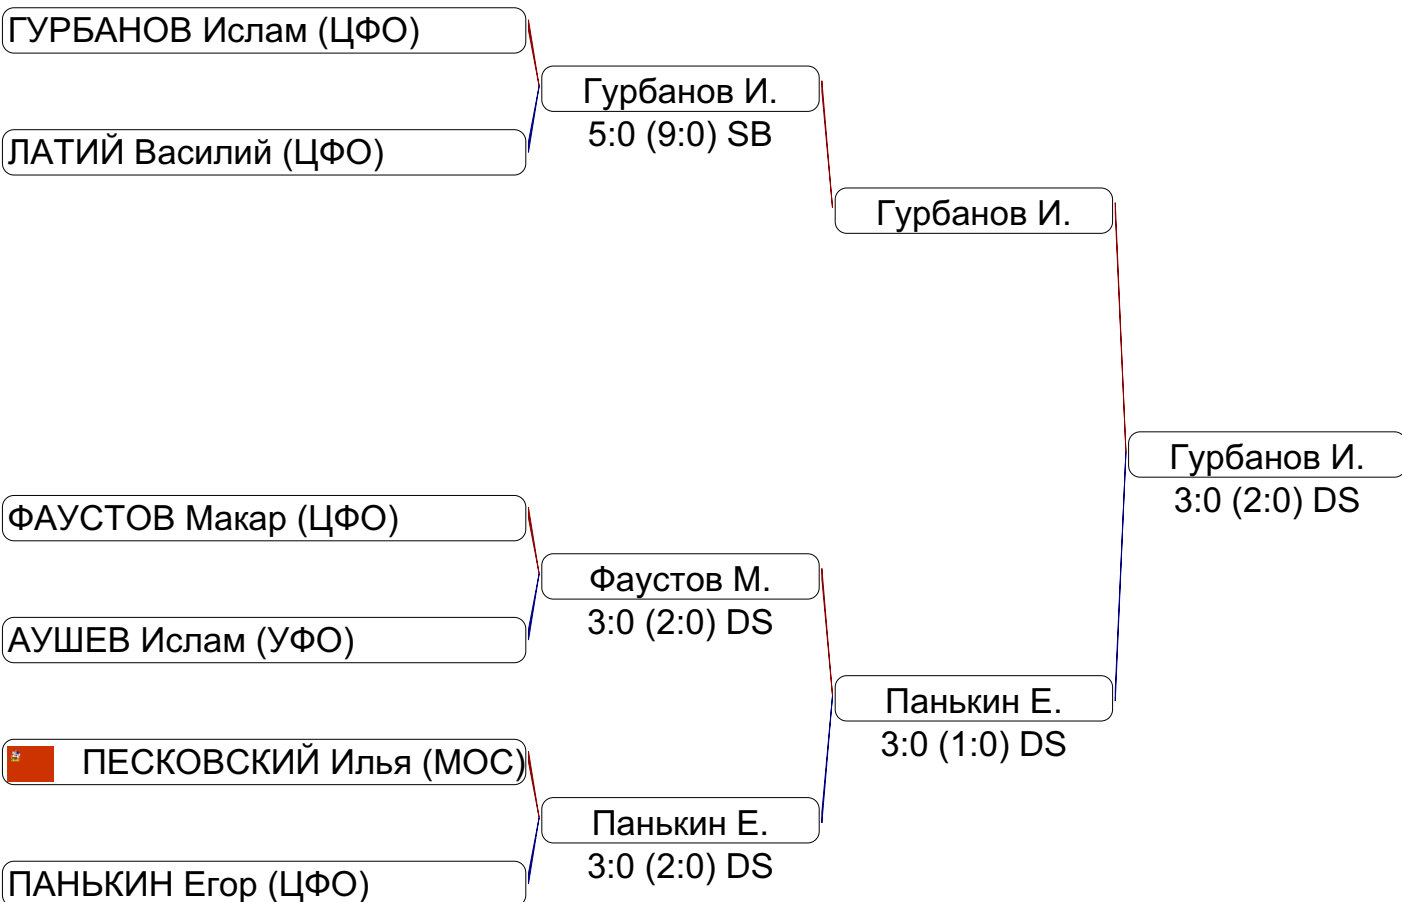 ГУРБАНОВ Ислам (ЦФО)
Гурбанов И.
5:0 (9:0) SB
ЛАТИЙ Василий (ЦФО)
Гурбанов И.
Гурбанов И.
3:0 (2:0) DS
ФАУСТОВ Макар (ЦФО)
Фаустов М.
3:0 (2:0) DS
АУШЕВ Ислам (УФО)
Панькин Е.
3:0 (1:0) DS
ПЕСКОВСКИЙ Илья (МОС)
Панькин Е.
3:0 (2:0) DS
ПАНЬКИН Егор (ЦФО)